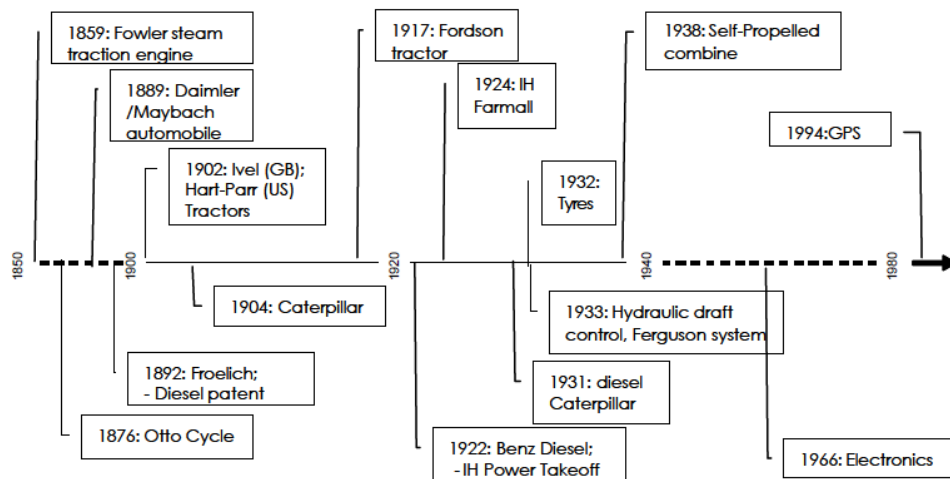 1859: Fowler steam
traction engine
1889: Daimler
/Maybach
automobile
1902: Ivel (GB);
Hart-Parr (US)
Tractors
1917: Fordson
tractor
1924: IH
Farmall
1932:
Tyres
1938: Self-Propelled
combine
1994:GPS
1850
1900
1920
1940
1980
1904: Caterpillar
1892: Froelich;
- Diesel patent
1876: Otto Cycle
1933: Hydraulic draft
control, Ferguson system
1931: diesel
Caterpillar
1922: Benz Diesel;
- IH Power Takeoff
1966: Electronics